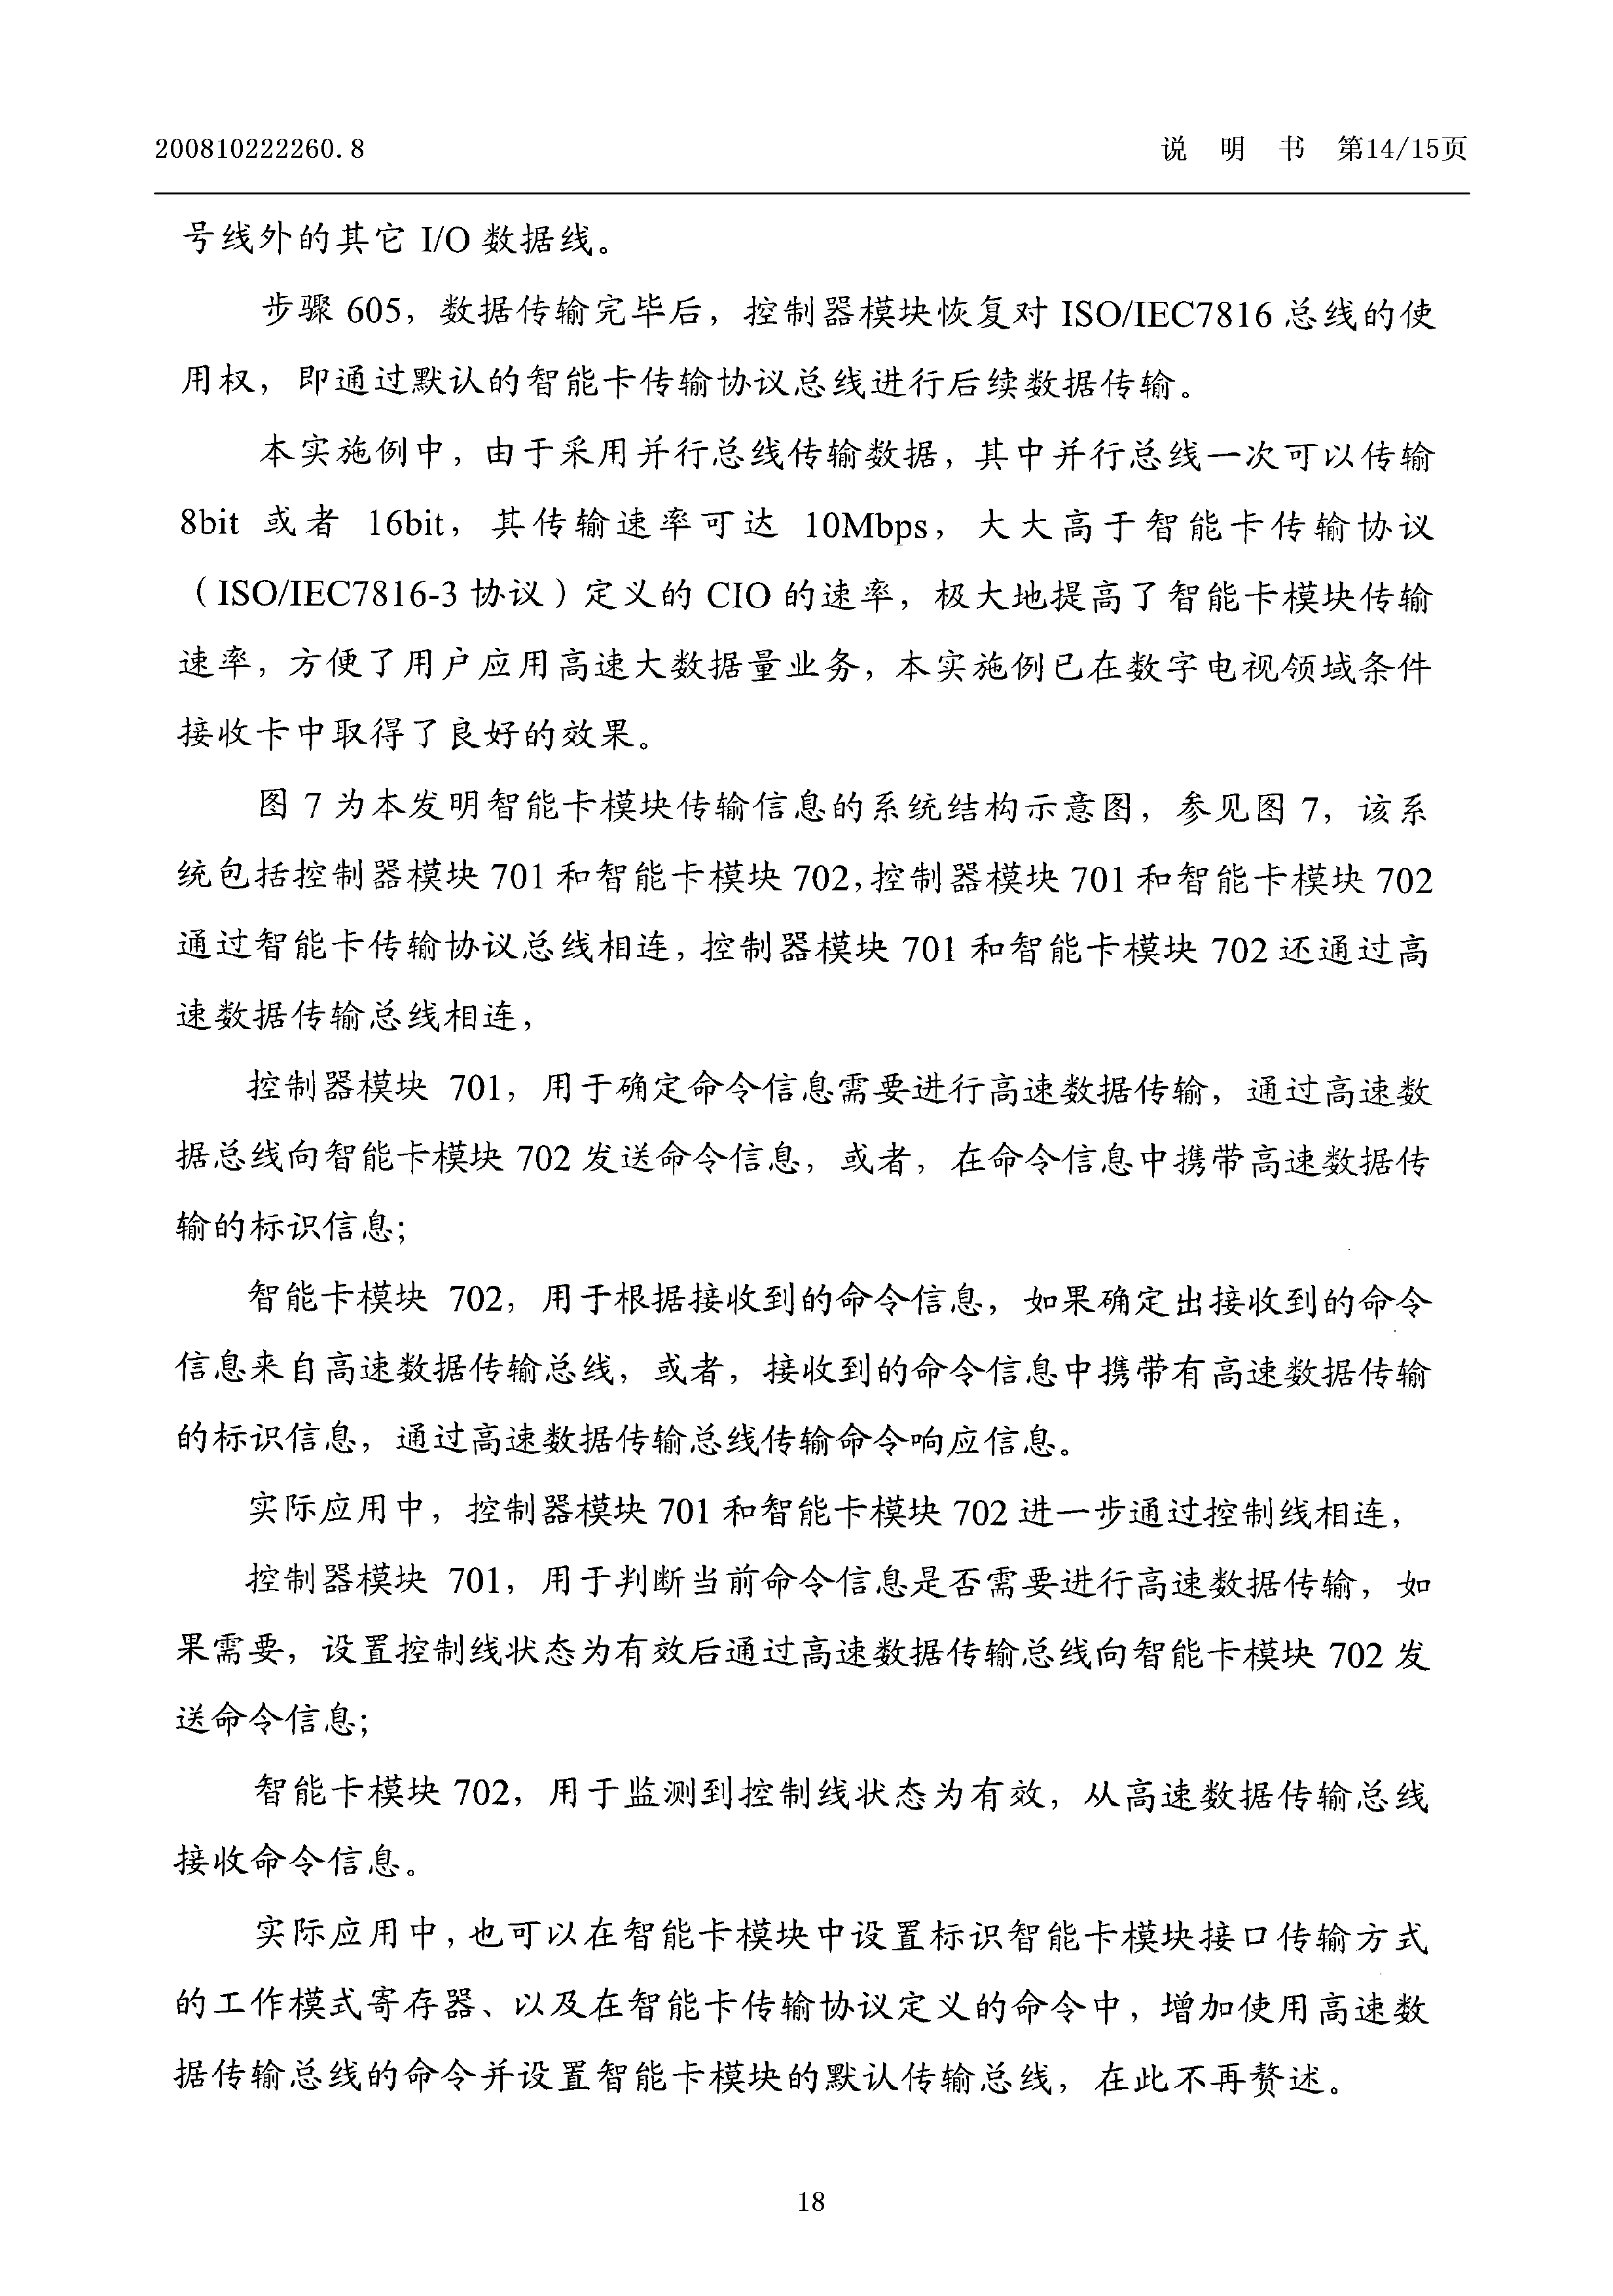 200810222260.8
说 明 书 第14/15页
号线外的其它 I/O 数据线。
步骤 605，数据传输完毕后，控制器模块恢复对 ISO/IEC7816 总线的使
用权，即通过默认的智能卡传输协议总线进行后续数据传输。
本实施例中，由于采用并行总线传输数据，其中并行总线一次可以传输
8bit 或者 16bit，其传输速率可达 10Mbps，大大高于智能卡传输协议
（ISO/IEC7816-3 协议）定义的 CIO 的速率，极大地提高了智能卡模块传输
速率，方便了用户应用高速大数据量业务，本实施例已在数字电视领域条件
接收卡中取得了良好的效果。
图 7 为本发明智能卡模块传输信息的系统结构示意图，参见图 7，该系
统包括控制器模块 701 和智能卡模块 702，控制器模块 701 和智能卡模块 702
通过智能卡传输协议总线相连，控制器模块 701 和智能卡模块 702 还通过高
速数据传输总线相连，
控制器模块 701，用于确定命令信息需要进行高速数据传输，通过高速数
据总线向智能卡模块 702 发送命令信息，或者，在命令信息中携带高速数据传
输的标识信息；
智能卡模块 702，用于根据接收到的命令信息，如果确定出接收到的命令
信息来自高速数据传输总线，或者，接收到的命令信息中携带有高速数据传输
的标识信息，通过高速数据传输总线传输命令响应信息。
实际应用中，控制器模块 701 和智能卡模块 702 进一步通过控制线相连，
控制器模块 701，用于判断当前命令信息是否需要进行高速数据传输，如
果需要，设置控制线状态为有效后通过高速数据传输总线向智能卡模块 702 发
送命令信息；
智能卡模块 702，用于监测到控制线状态为有效，从高速数据传输总线
接收命令信息。
实际应用中，也可以在智能卡模块中设置标识智能卡模块接口传输方式
的工作模式寄存器、以及在智能卡传输协议定义的命令中，增加使用高速数
据传输总线的命令并设置智能卡模块的默认传输总线，在此不再赘述。
18